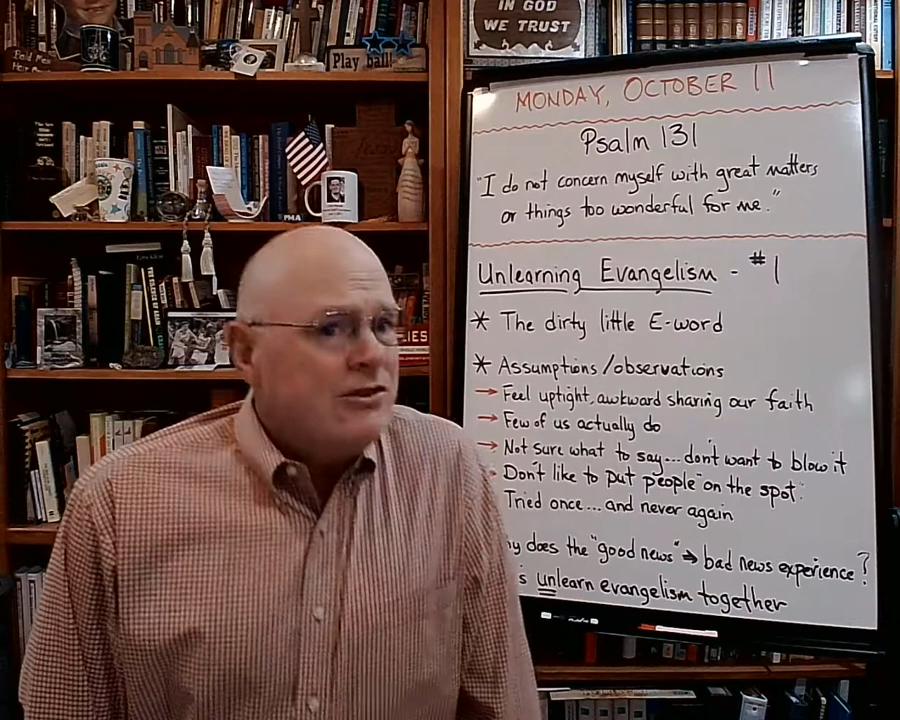 IN GOD
WE TRUST
Play ball!
MONDAY, OCTOBER 11
Psalm 131
"I do not concern myself with great matters
or things too wonderful for me."
Unlearning Evangelism - #1
* The dirty little E-word
* Assumptions/observations
→ Feel uptight, awkward sharing our faith
→ Few of us actually do
→ Not sure what to say...don't want to blow it
Don't like to put "people" on the spot.
Tried once...and never again
does the "good news" → bad news experience?
unlearn evangelism together
PMA